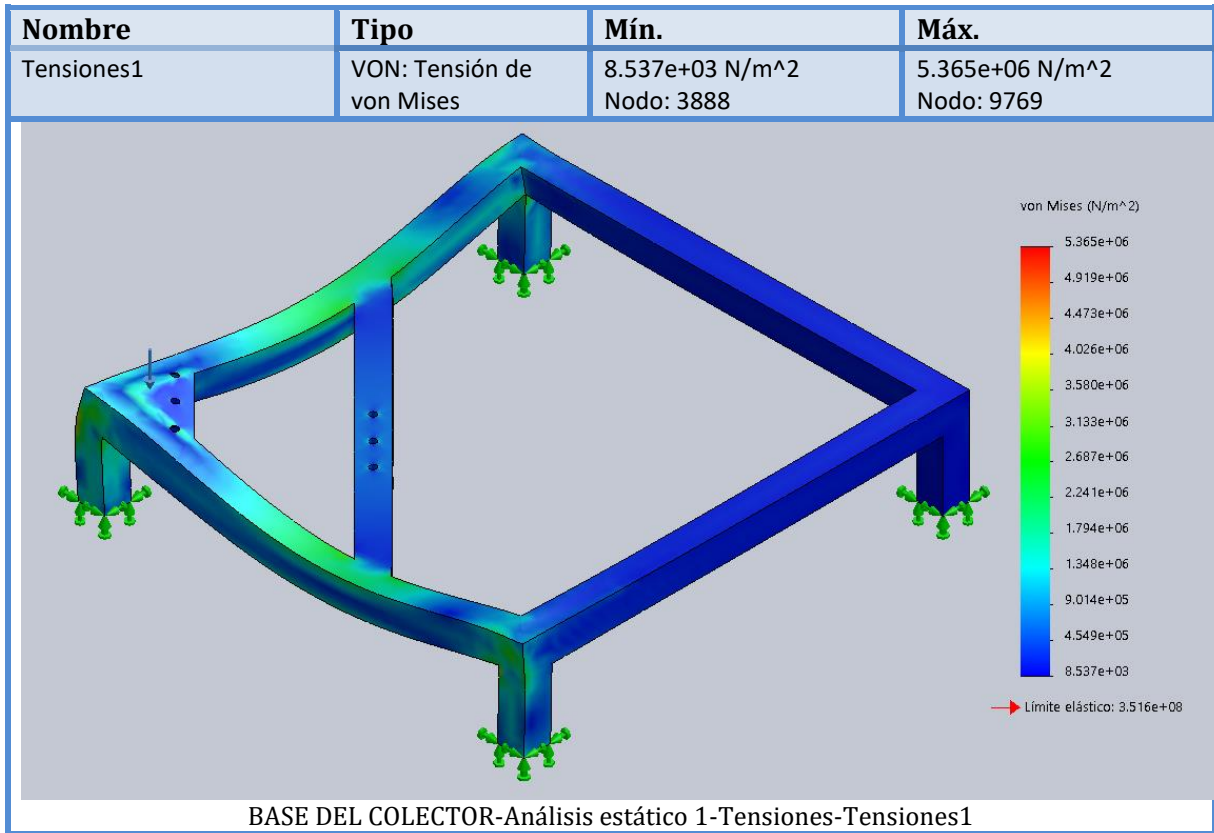 Nombre Tipo Mín. Máx.
Tensiones1 VON: Tensión de 8.537e+03 N/m^2 5.365e+06 N/m^2
von Mises Nodo: 3888 Nodo: 9769
von Mises (N/m^2)
5.365e+06
4.919e+06
4.473e+06
4.026e+06
3.580e+06
3.133e+06
2.687e+06
2.241e+06
1.794e+06
1.348e+06
9.014e+05
4.549e+05
8.537e+03
Límite elástico: 3.516e+08
BASE DEL COLECTOR-Análisis estático 1-Tensiones-Tensiones1